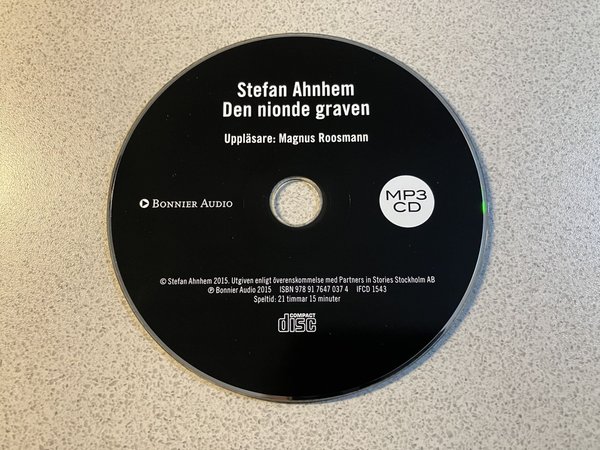 Stefan Ahnhem
Den nionde graven
Uppläsare: Magnus Roosmann
BONNIER AUDIO
MP3
CD
© Stefan Ahnhem 2015. Utgiven enligt överenskommelse med Partners in Stories Stockholm AB
℗ Bonnier Audio 2015 ISBN 978 91 7647 037 4 IFCD 1543
Speltid: 21 timmar 15 minuter
COMPACT
disc